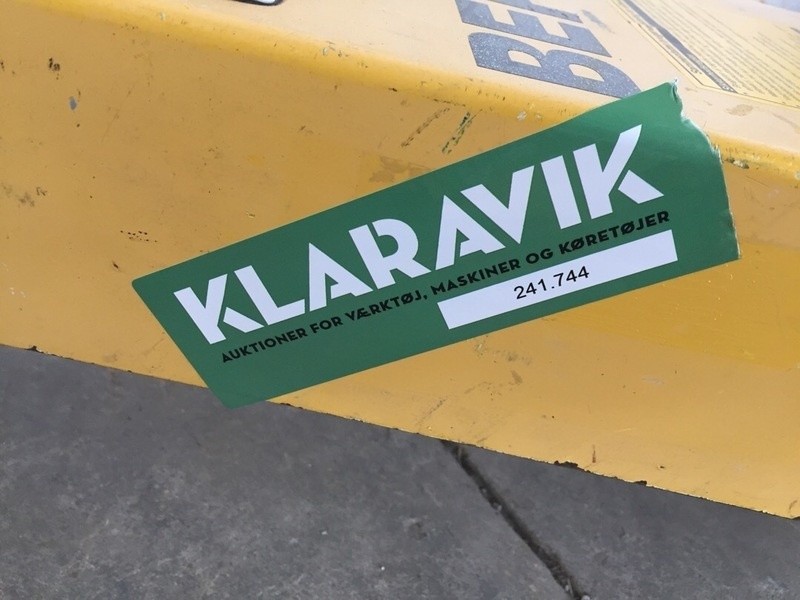 KLARAVIK
AUKTIONER FOR VÆRKTØJ, MASKINER OG KØRETØJER
241.744